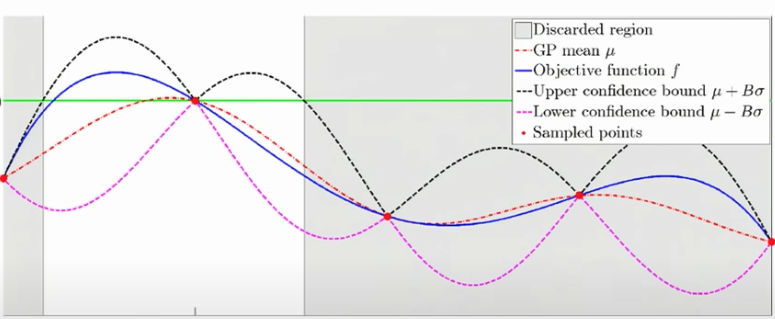 Discarded region
GP mean μ
Objective function f
Upper confidence bound μ + Bσ
Lower confidence bound μ − Bσ
Sampled points